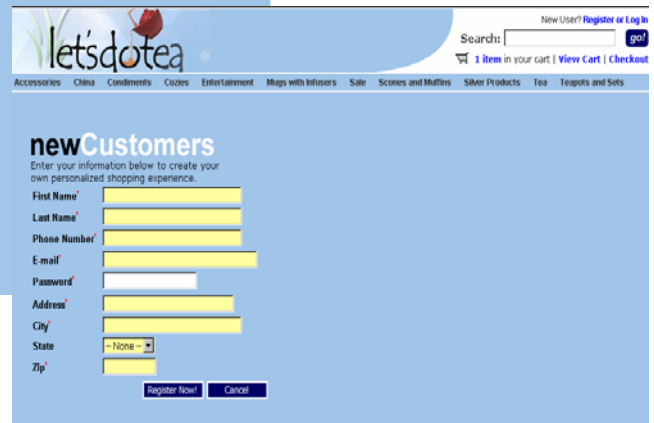 New User? Register or Log In
let'sdotea
Search: go!
1 item in your cart | View Cart | Checkout
Accessories China Condiments Cozies Entertainment Mugs with Infusers Sale Scones and Muffins Silver Products Tea Teapots and Sets
newCustomers
Enter your information below to create your
own personalized shopping experience.
First Name*
Last Name*
Phone Number*
E-mail*
Password*
Address*
City*
State -- None --
Zip*
Register Now! Cancel